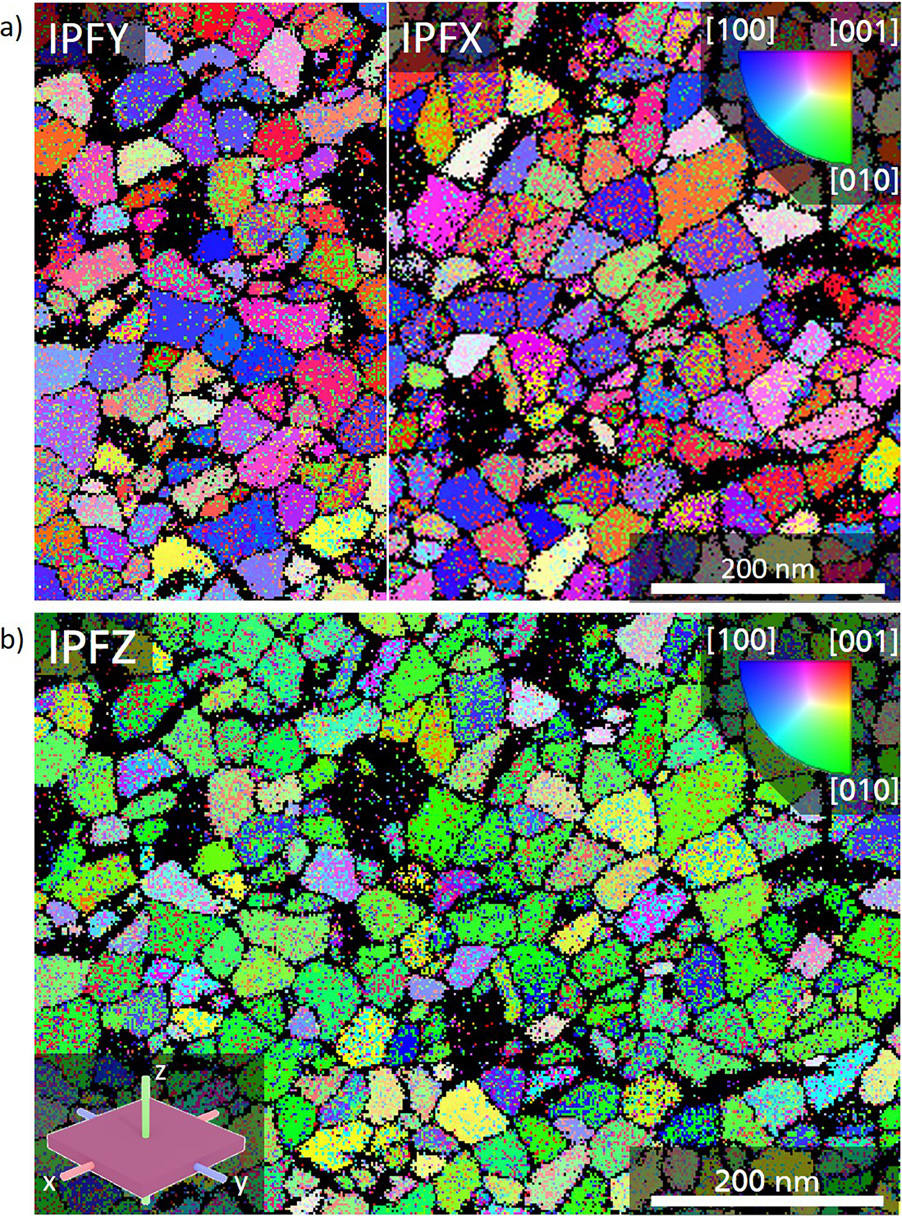 a)
IPFY
IPFX
[100] [001]
[010]
200 nm
b)
IPFZ
[100] [001]
[010]
z
x y
200 nm